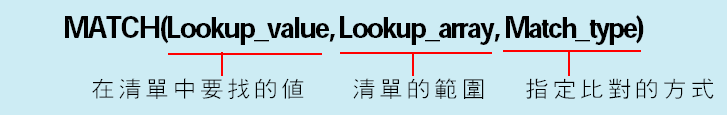 MATCH(Lookup_value, Lookup_array, Match_type)
在清單中要找的值 清單的範圍 指定比對的方式